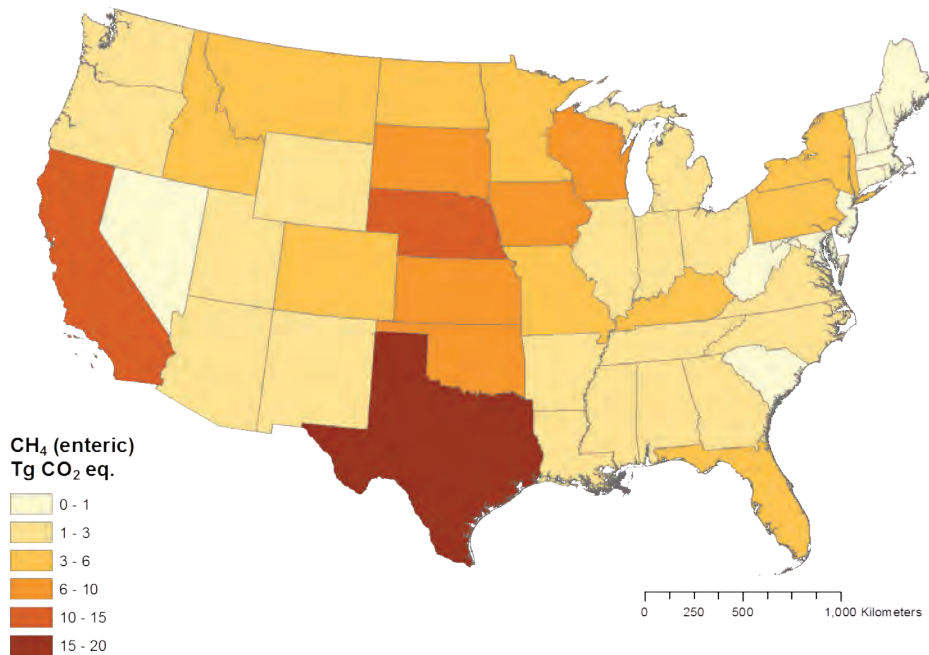 CH₄ (enteric)
Tg CO₂ eq.
0 - 1
1 - 3
3 - 6
6 - 10
10 - 15
15 - 20
0 250 500 1,000 Kilometers